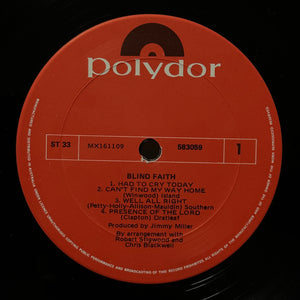 polydor
ST 33
MX161109
583059
1
BLIND FAITH
1. HAD TO CRY TODAY
2. CAN'T FIND MY WAY HOME
(Winwood) Island
3. WELL ALL RIGHT
(Petty-Holly-Allison-Mauldin) Southern
4. PRESENCE OF THE LORD
(Clapton) Dratleaf
Produced by Jimmy Miller
By arrangement with
Robert Stigwood and
Chris Blackwell